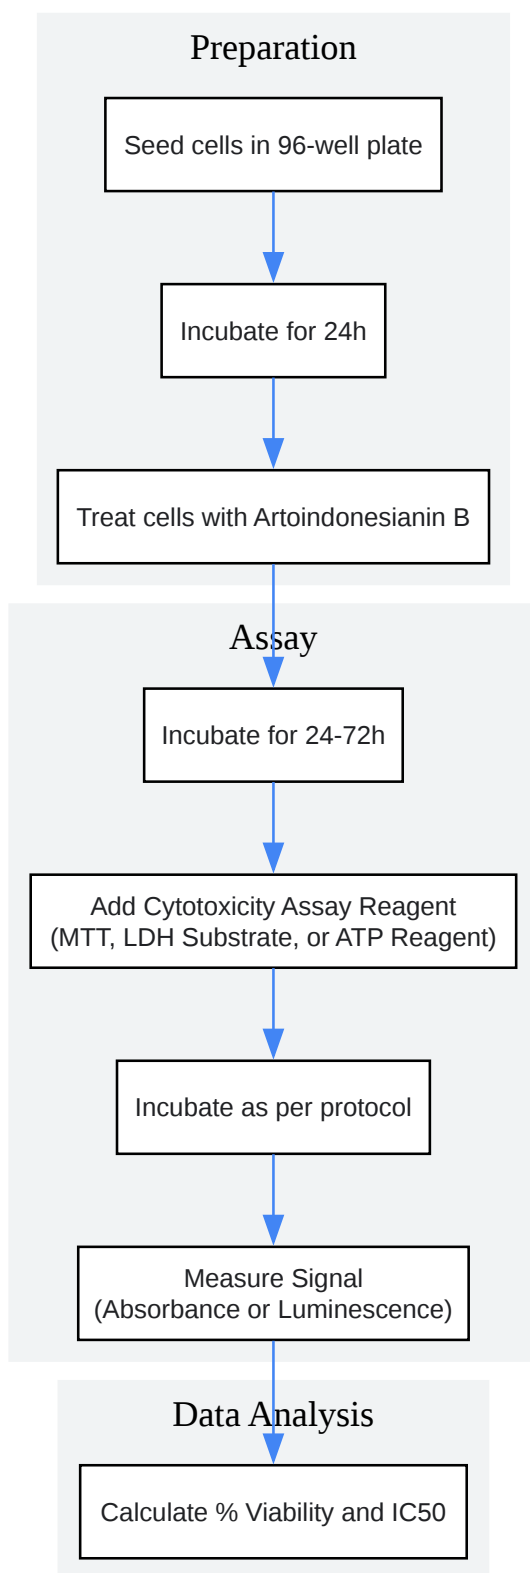 Preparation
Seed cells in 96-well plate
Incubate for 24h
Treat cells with Artoindonesianin B
Assay
Incubate for 24-72h
Add Cytotoxicity Assay Reagent
(MTT, LDH Substrate, or ATP Reagent)
Incubate as per protocol
Measure Signal
(Absorbance or Luminescence)
Data Analysis
Calculate % Viability and IC50